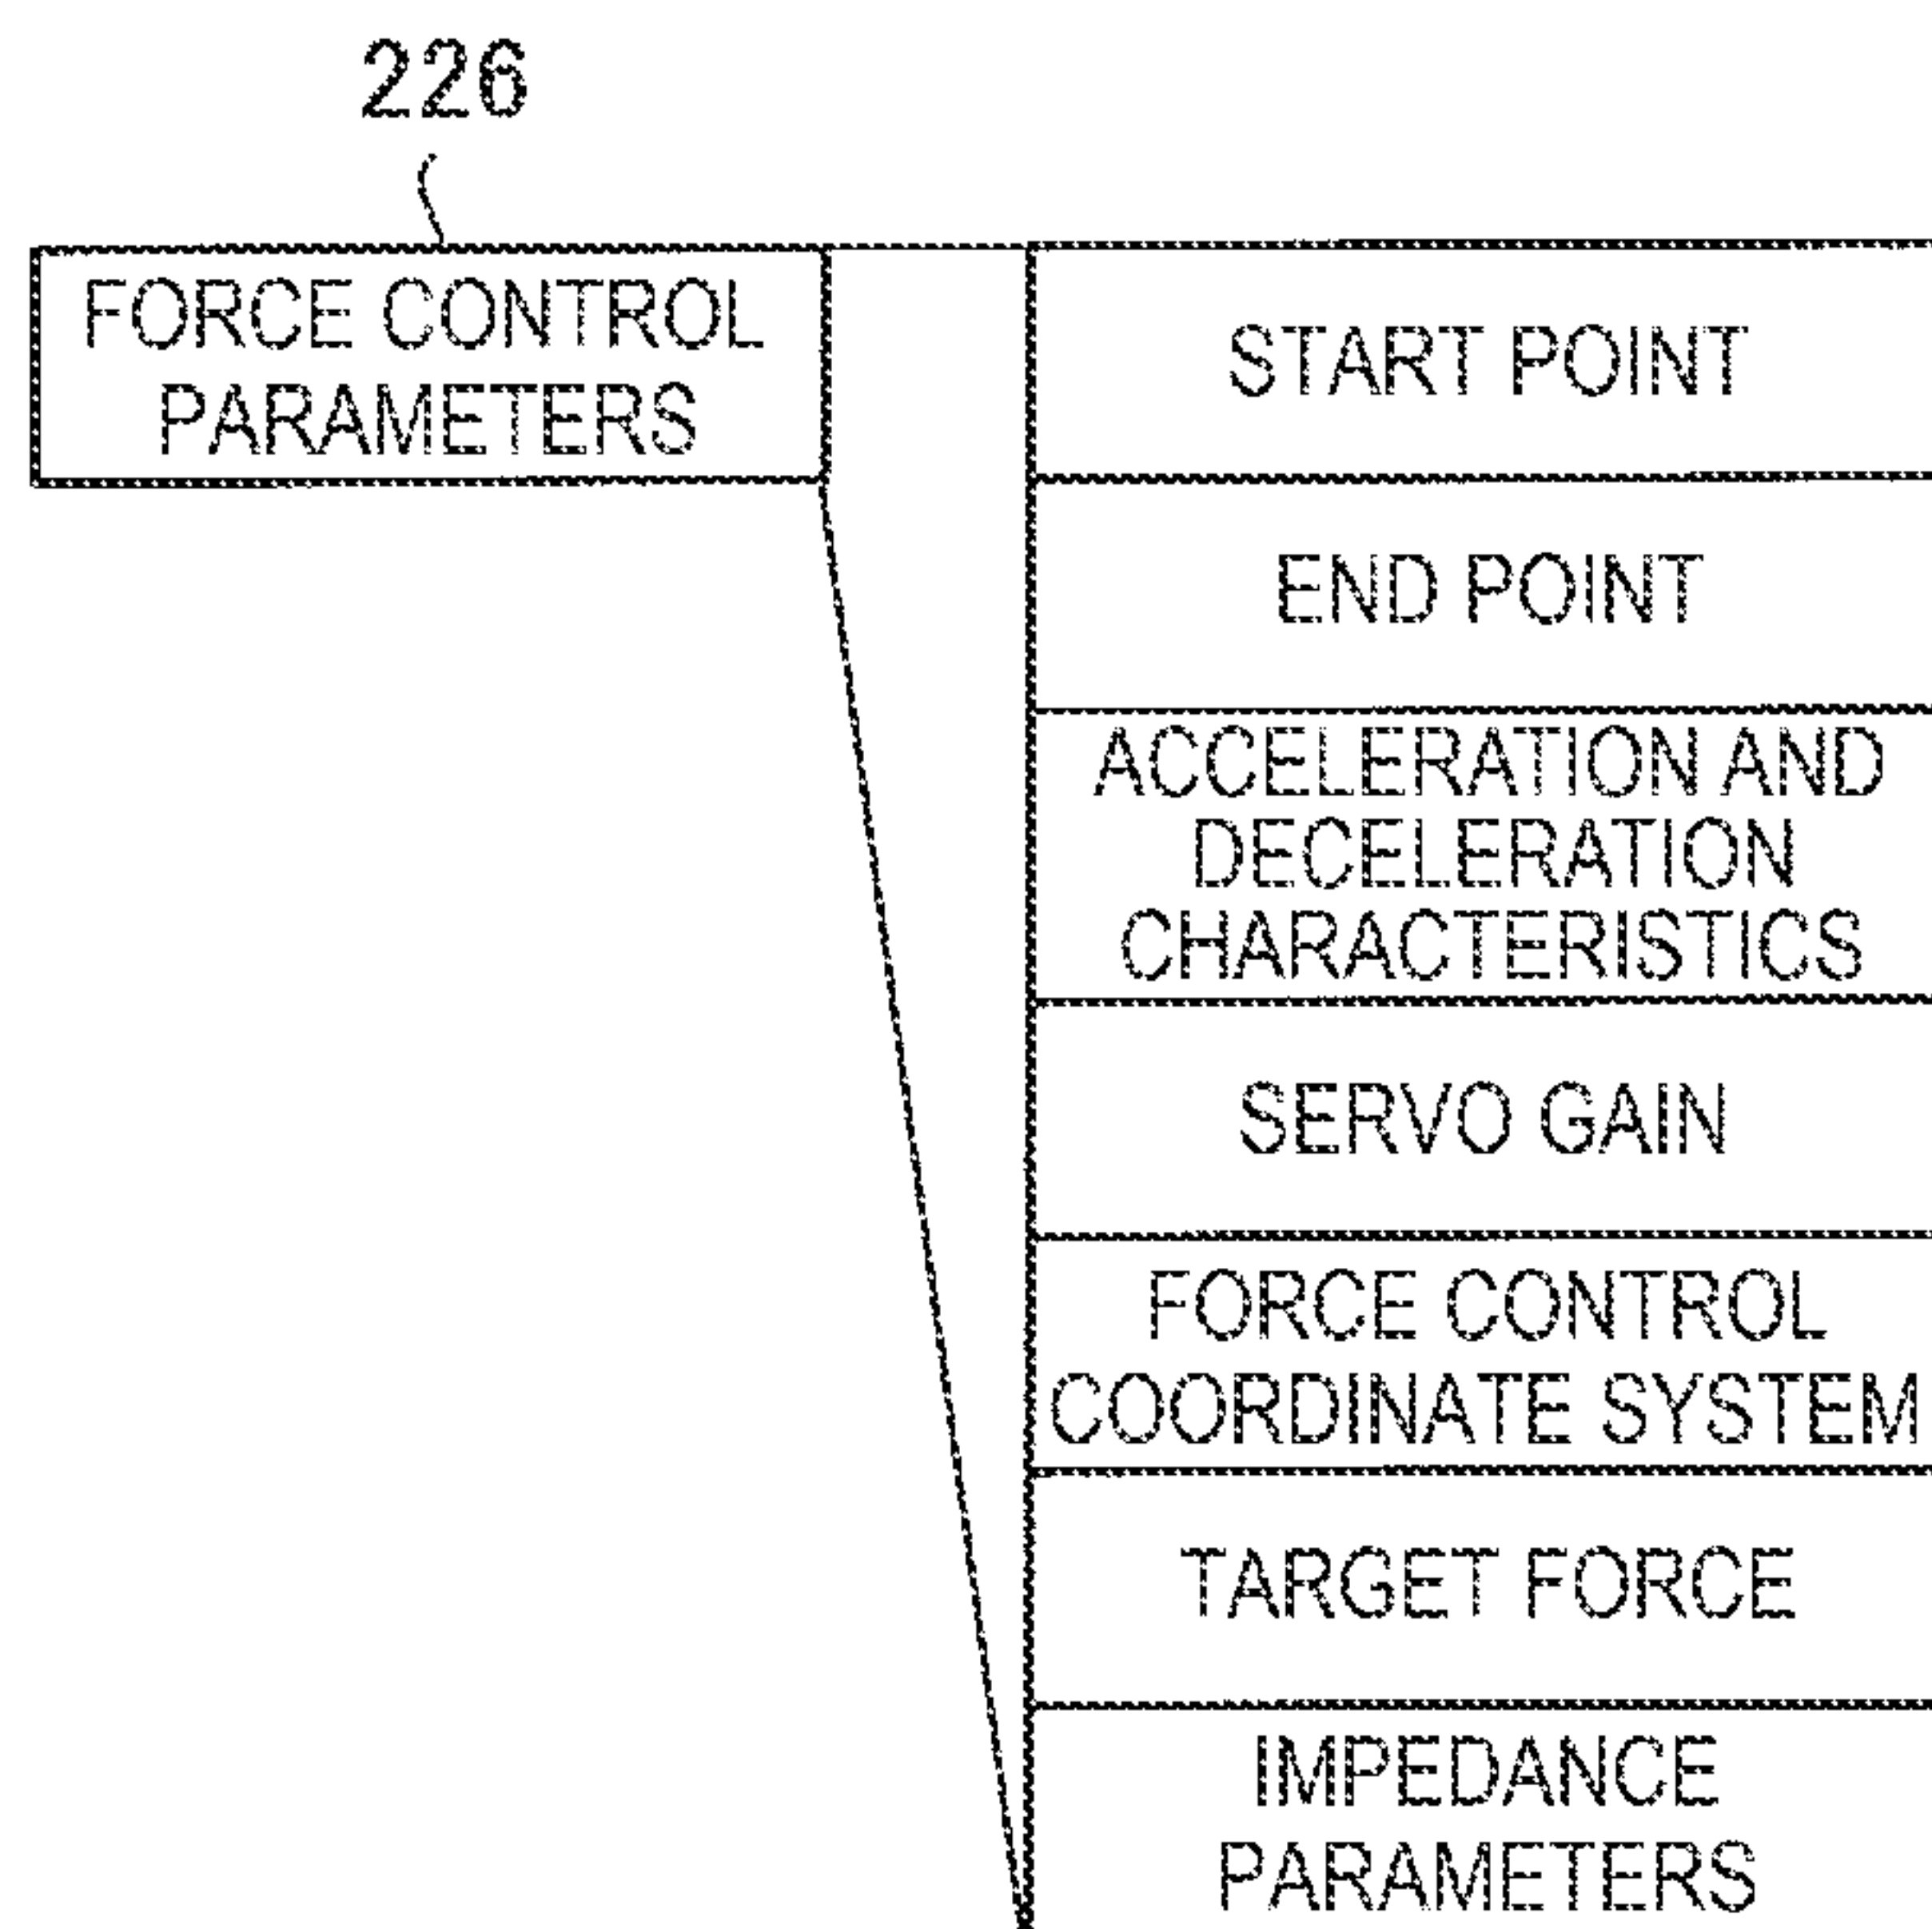 226
FORCE CONTROL
PARAMETERS
START POINT
END POINT
ACCELERATION AND
DECELERATION
CHARACTERISTICS
SERVO GAIN
FORCE CONTROL
COORDINATE SYSTEM
TARGET FORCE
IMPEDANCE
PARAMETERS